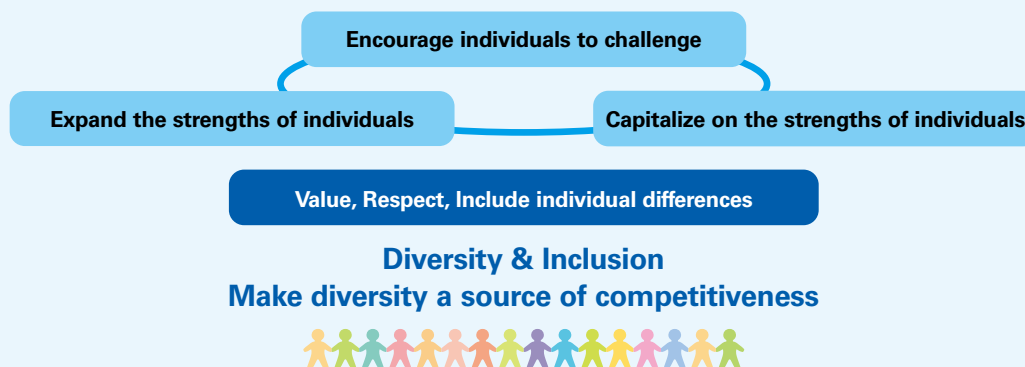 Encourage individuals to challenge
Expand the strengths of individuals
Capitalize on the strengths of individuals
Value, Respect, Include individual differences
Diversity & Inclusion
Make diversity a source of competitiveness